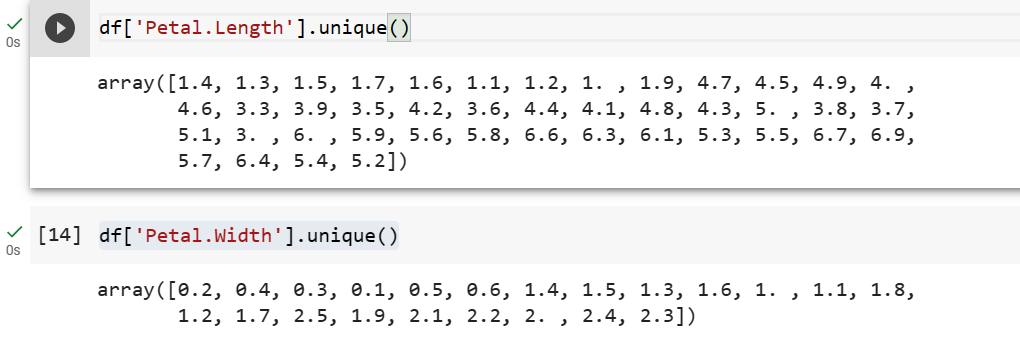 df['Petal.Length'].unique()
0s
array([1.4, 1.3, 1.5, 1.7, 1.6, 1.1, 1.2, 1. , 1.9, 4.7, 4.5, 4.9, 4. ,
4.6, 3.3, 3.9, 3.5, 4.2, 3.6, 4.4, 4.1, 4.8, 4.3, 5. , 3.8, 3.7,
5.1, 3. , 6. , 5.9, 5.6, 5.8, 6.6, 6.3, 6.1, 5.3, 5.5, 6.7, 6.9,
5.7, 6.4, 5.4, 5.2])
[14] df['Petal.Width'].unique()
0s
array([0.2, 0.4, 0.3, 0.1, 0.5, 0.6, 1.4, 1.5, 1.3, 1.6, 1. , 1.1, 1.8,
1.2, 1.7, 2.5, 1.9, 2.1, 2.2, 2. , 2.4, 2.3])